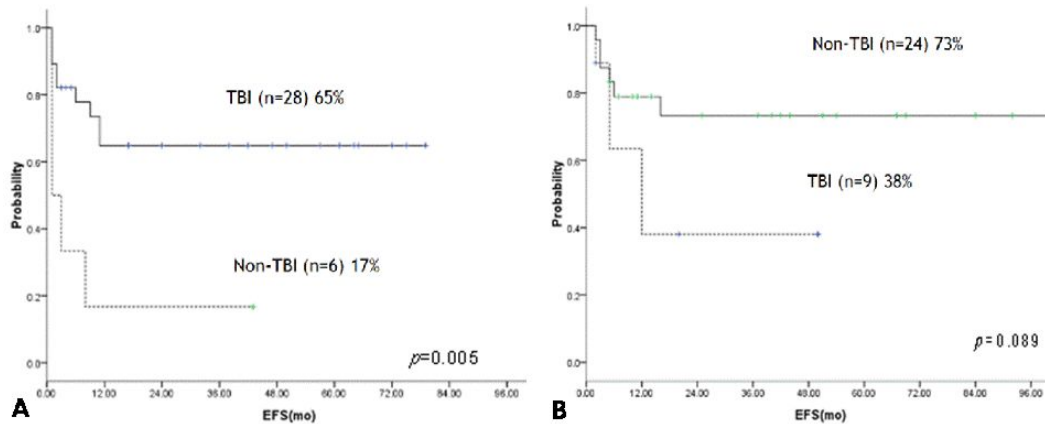 1.0
0.8
0.6
0.4
0.2
0.0
Probability
TBI (n=28) 65%
Non-TBI (n=6) 17%
p=0.005
0.00 12.00 24.00 36.00 48.00 60.00 72.00 84.00 96.00
EFS(mo)
A
1.0
0.8
0.6
0.4
0.2
0.0
Probability
Non-TBI (n=24) 73%
TBI (n=9) 38%
p=0.089
0.00 12.00 24.00 36.00 48.00 60.00 72.00 84.00 96.00
EFS(mo)
B